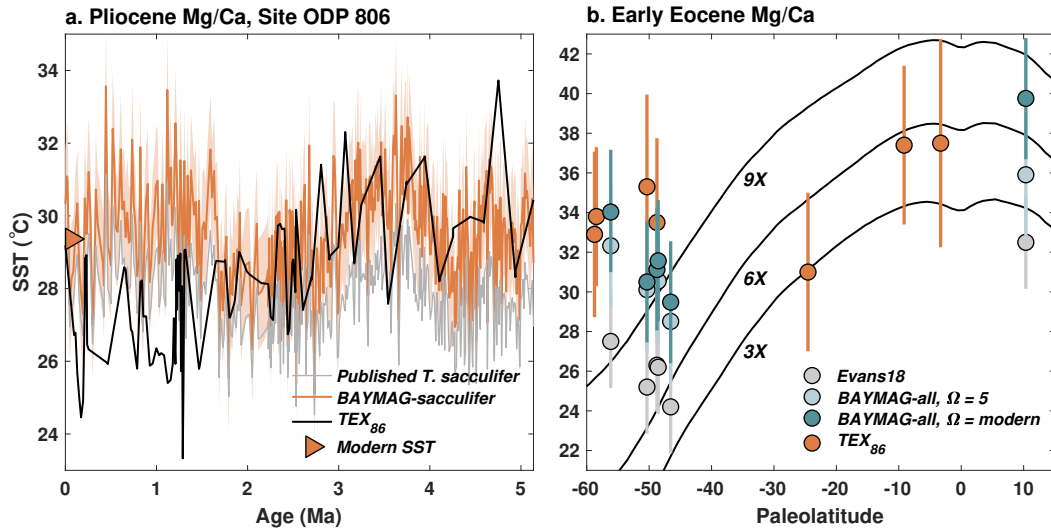 a. Pliocene Mg/Ca, Site ODP 806
34
32
30
28
26
24
SST (°C)
0
1
2
3
4
5
Age (Ma)
Published T. sacculifer
BAYMAG-sacculifer
TEX86
Modern SST
b. Early Eocene Mg/Ca
42
40
38
36
34
32
30
28
26
24
22
-60
-50
-40
-30
-20
-10
0
10
Paleolatitude
9X
6X
3X
Evans18
BAYMAG-all, Ω = 5
BAYMAG-all, Ω = modern
TEX86